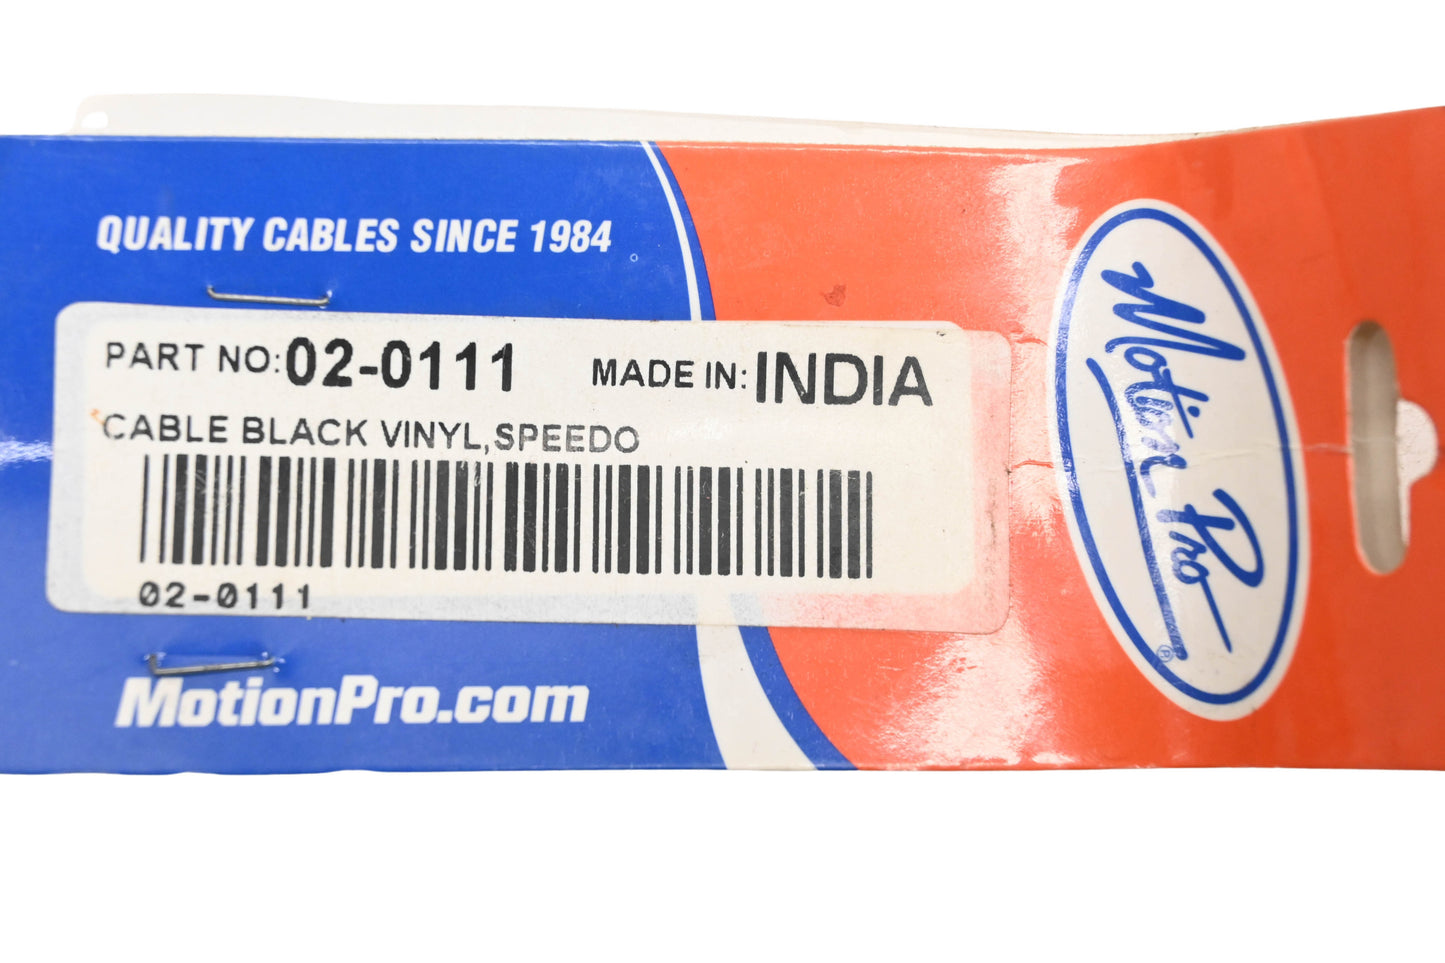 QUALITY CABLES SINCE 1984
PART NO: 02-0111 MADE IN: INDIA
CABLE BLACK VINYL,SPEEDO
02-0111
MotionPro.com
Motion Pro
®